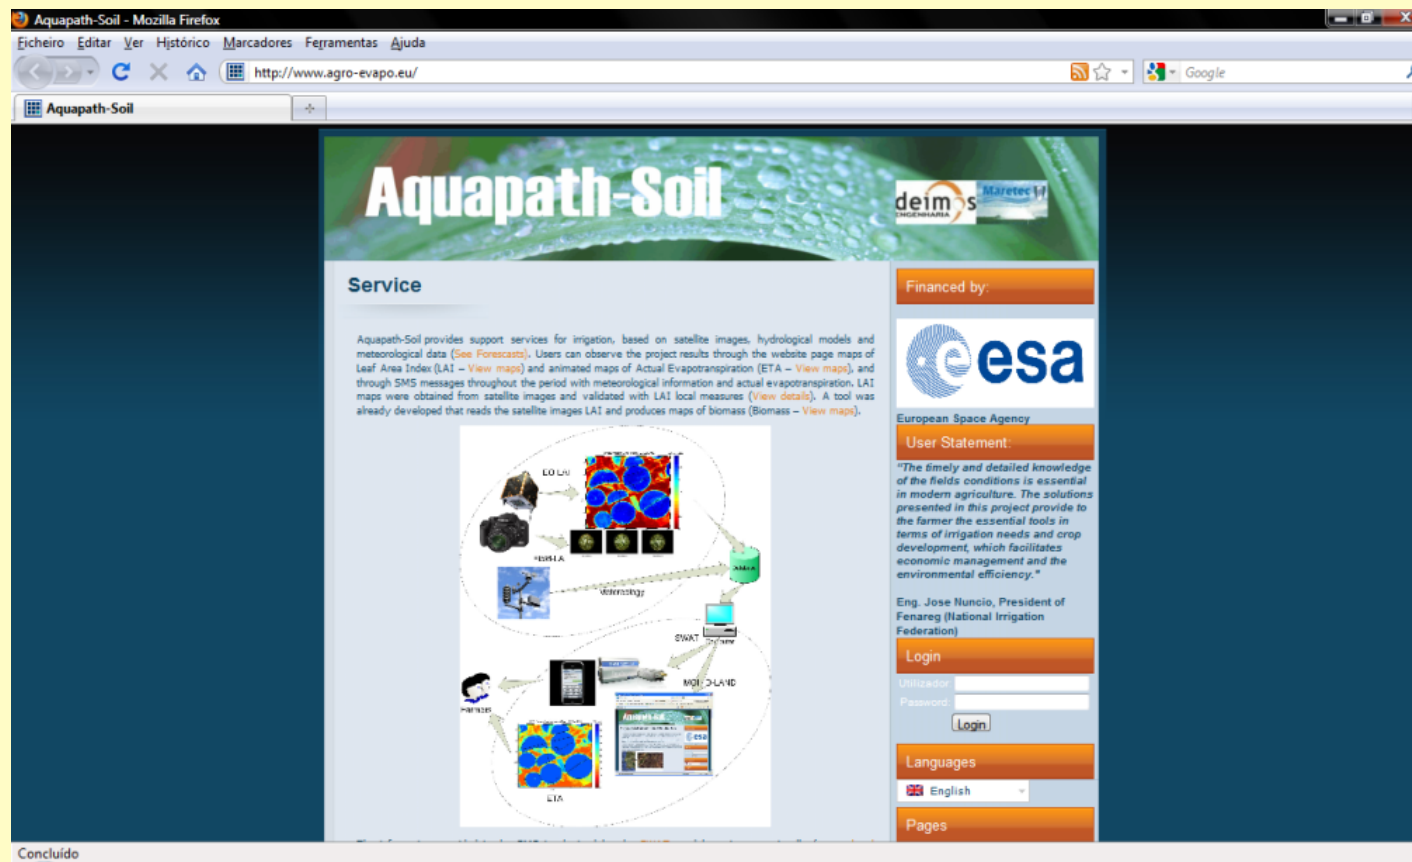 Aquapath-Soil - Mozilla Firefox
Ficheiro Editar Ver Histórico Marcadores Ferramentas Ajuda
http://www.agro-evapo.eu/
Google
Aquapath-Soil
Aquapath-Soil
deimos
ENGENHARIA
Maretec
Service
Aquapath-Soil provides support services for irrigation, based on satellite images, hydrological models and
meteorological data (See Forecasts). Users can observe the project results through the website page maps of
Leaf Area Index (LAI – View maps) and animated maps of Actual Evapotranspiration (ETA – View maps), and
through SMS messages throughout the period with meteorological information and actual evapotranspiration. LAI
maps were obtained from satellite images and validated with LAI local measures (View details). A tool was
already developed that reads the satellite images LAI and produces maps of biomass (Biomass – View maps).
EO LAI
Meteorology
SWAT
Farmers
ETA
Financed by:
esa
European Space Agency
User Statement:
"The timely and detailed knowledge
of the fields conditions is essential
in modern agriculture. The solutions
presented in this project provide to
the farmer the essential tools in
terms of irrigation needs and crop
development, which facilitates
economic management and the
environmental efficiency."
Eng. Jose Nuncio, President of
Fenareg (National Irrigation
Federation)
Login
Utilizador:
Password:
Login
Languages
English
Pages
Concluído